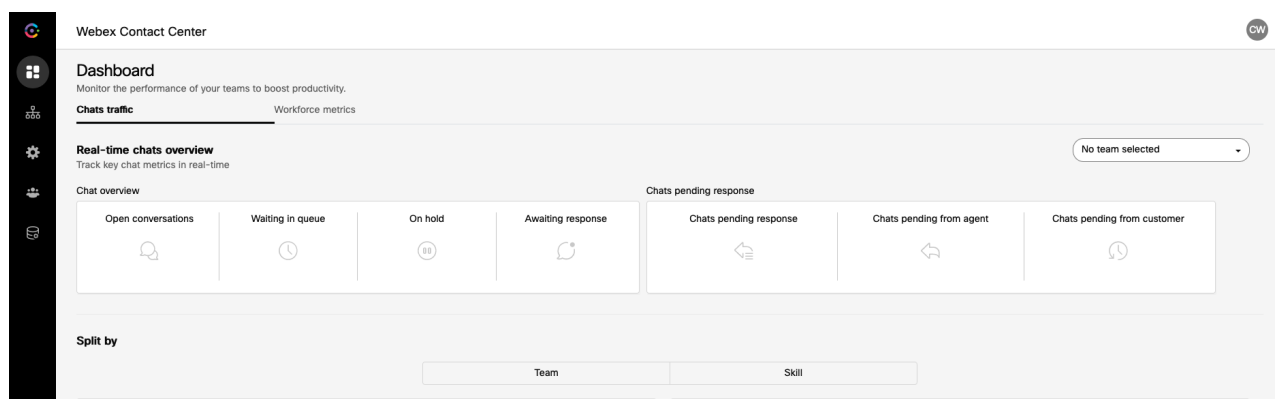 Webex Contact Center
CW
Dashboard
Monitor the performance of your teams to boost productivity.
Chats traffic
Workforce metrics
Real-time chats overview
No team selected
Track key chat metrics in real-time
Chat overview
Chats pending response
Open conversations
Waiting in queue
On hold
Awaiting response
Chats pending response
Chats pending from agent
Chats pending from customer
Split by
Team
Skill